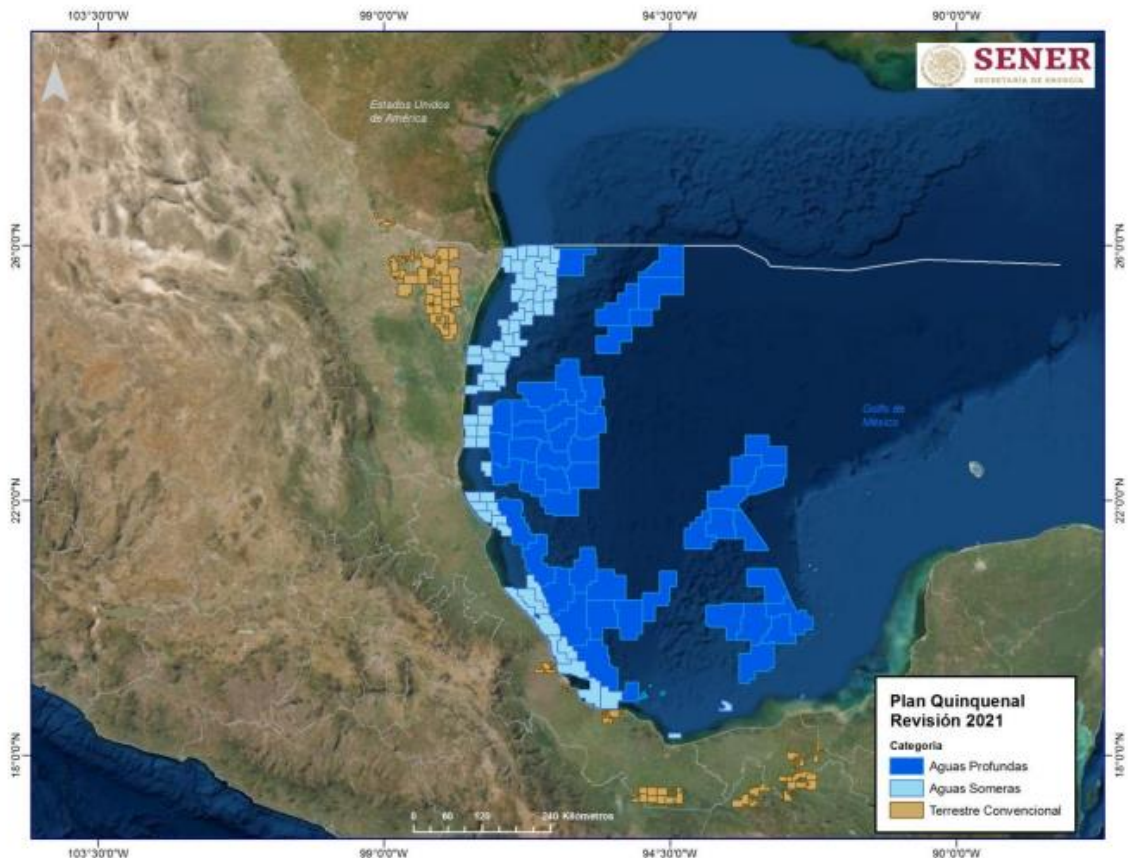 103°30'0"W
99°0'0"W
94°30'0"W
90°0'0"W
SENER
SECRETARÍA DE ENERGÍA
Estados Unidos
de América
26°0'0"N
26°0'0"N
Golfo de
México
22°0'0"N
22°0'0"N
Plan Quinquenal
Revisión 2021
Categoría
Aguas Profundas
Aguas Someras
Terrestre Convencional
18°0'0"N
18°0'0"N
0 60 120 240 Kilómetros
103°30'0"W
99°0'0"W
94°30'0"W
90°0'0"W